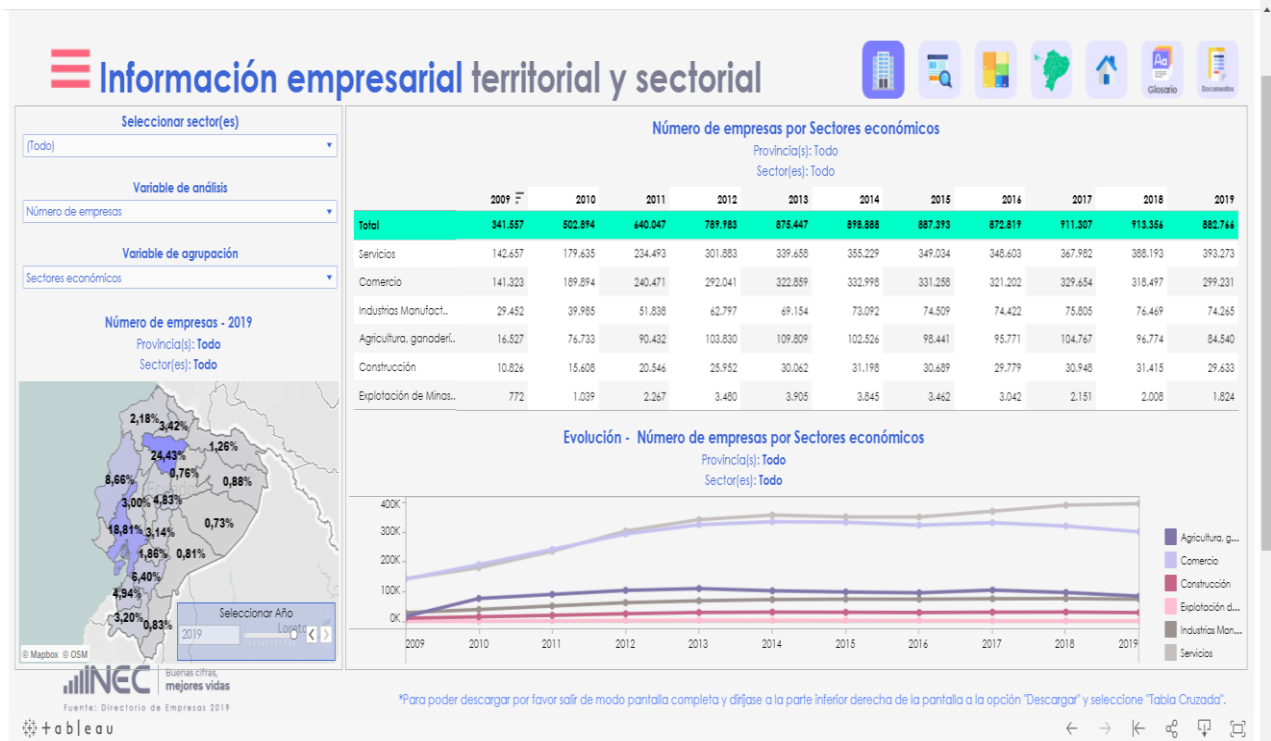 Información empresarial territorial y sectorial
Glosario
Documentos
Seleccionar sector(es)
(Todo)
Variable de análisis
Número de empresas
Variable de agrupación
Sectores económicos
Número de empresas - 2019
Provincia(s): Todo
Sector(es): Todo
2,18%
3,42%
24,43%
1,26%
8,66%
0,76%
0,88%
3,00%
4,83%
0,73%
18,81%
3,14%
1,86%
0,81%
6,40%
4,94%
3,20%
0,83%
Seleccionar Año
2019
© Mapbox © OSM
Número de empresas por Sectores económicos
Provincia(s): Todo
Sector(es): Todo
2009 2010 2011 2012 2013 2014 2015 2016 2017 2018 2019
Total 341.557 502.894 640.047 789.983 875.447 898.888 887.393 872.819 911.307 913.356 882.766
Servicios 142.657 179.635 234.493 301.883 339.658 355.229 349.034 348.603 367.982 388.193 393.273
Comercio 141.323 189.894 240.471 292.041 322.859 332.998 331.258 321.202 329.654 318.497 299.231
Industrias Manufact.. 29.452 39.985 51.838 62.797 69.154 73.092 74.509 74.422 75.805 76.469 74.265
Agricultura, ganaderí.. 16.527 76.733 90.432 103.830 109.809 102.526 98.441 95.771 104.767 96.774 84.540
Construcción 10.826 15.608 20.546 25.952 30.062 31.198 30.689 29.779 30.948 31.415 29.633
Explotación de Minas.. 772 1.039 2.267 3.480 3.905 3.845 3.462 3.042 2.151 2.008 1.824
Evolución - Número de empresas por Sectores económicos
Provincia(s): Todo
Sector(es): Todo
400K
300K
200K
100K
0K
2009 2010 2011 2012 2013 2014 2015 2016 2017 2018 2019
Agricultura, g...
Comercio
Construcción
Explotación d...
Industrias Man...
Servicios
INEC
Buenas cifras,
mejores vidas
Fuente: Directorio de Empresas 2019
*Para poder descargar por favor salir de modo pantalla completa y diríjase a la parte inferior derecha de la pantalla a la opción "Descargar" y seleccione "Tabla Cruzada".
+ableau